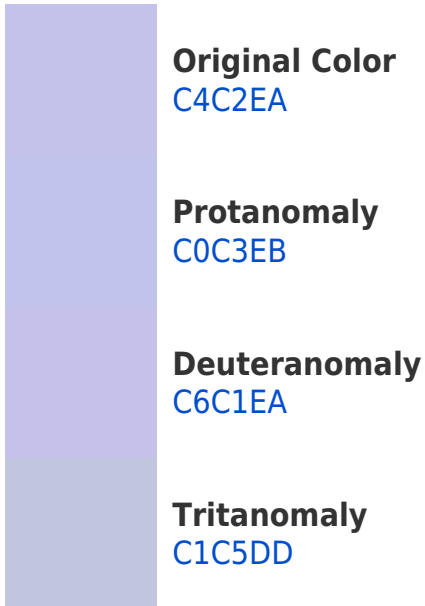 Original Color
C4C2EA
Protanomaly
C0C3EB
Deuteranomaly
C6C1EA
Tritanomaly
C1C5DD